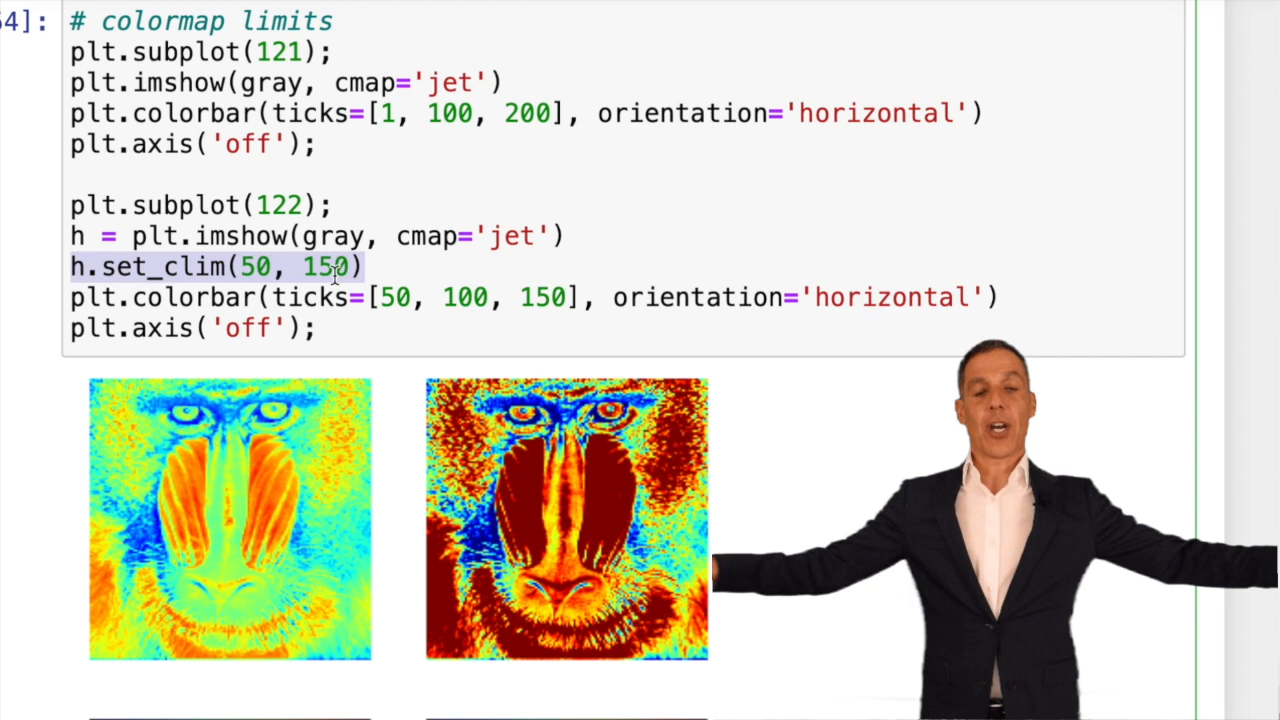 54]:
# colormap limits
plt.subplot(121);
plt.imshow(gray, cmap='jet')
plt.colorbar(ticks=[1, 100, 200], orientation='horizontal')
plt.axis('off');
plt.subplot(122);
h = plt.imshow(gray, cmap='jet')
h.set_clim(50, 150)
plt.colorbar(ticks=[50, 100, 150], orientation='horizontal')
plt.axis('off');